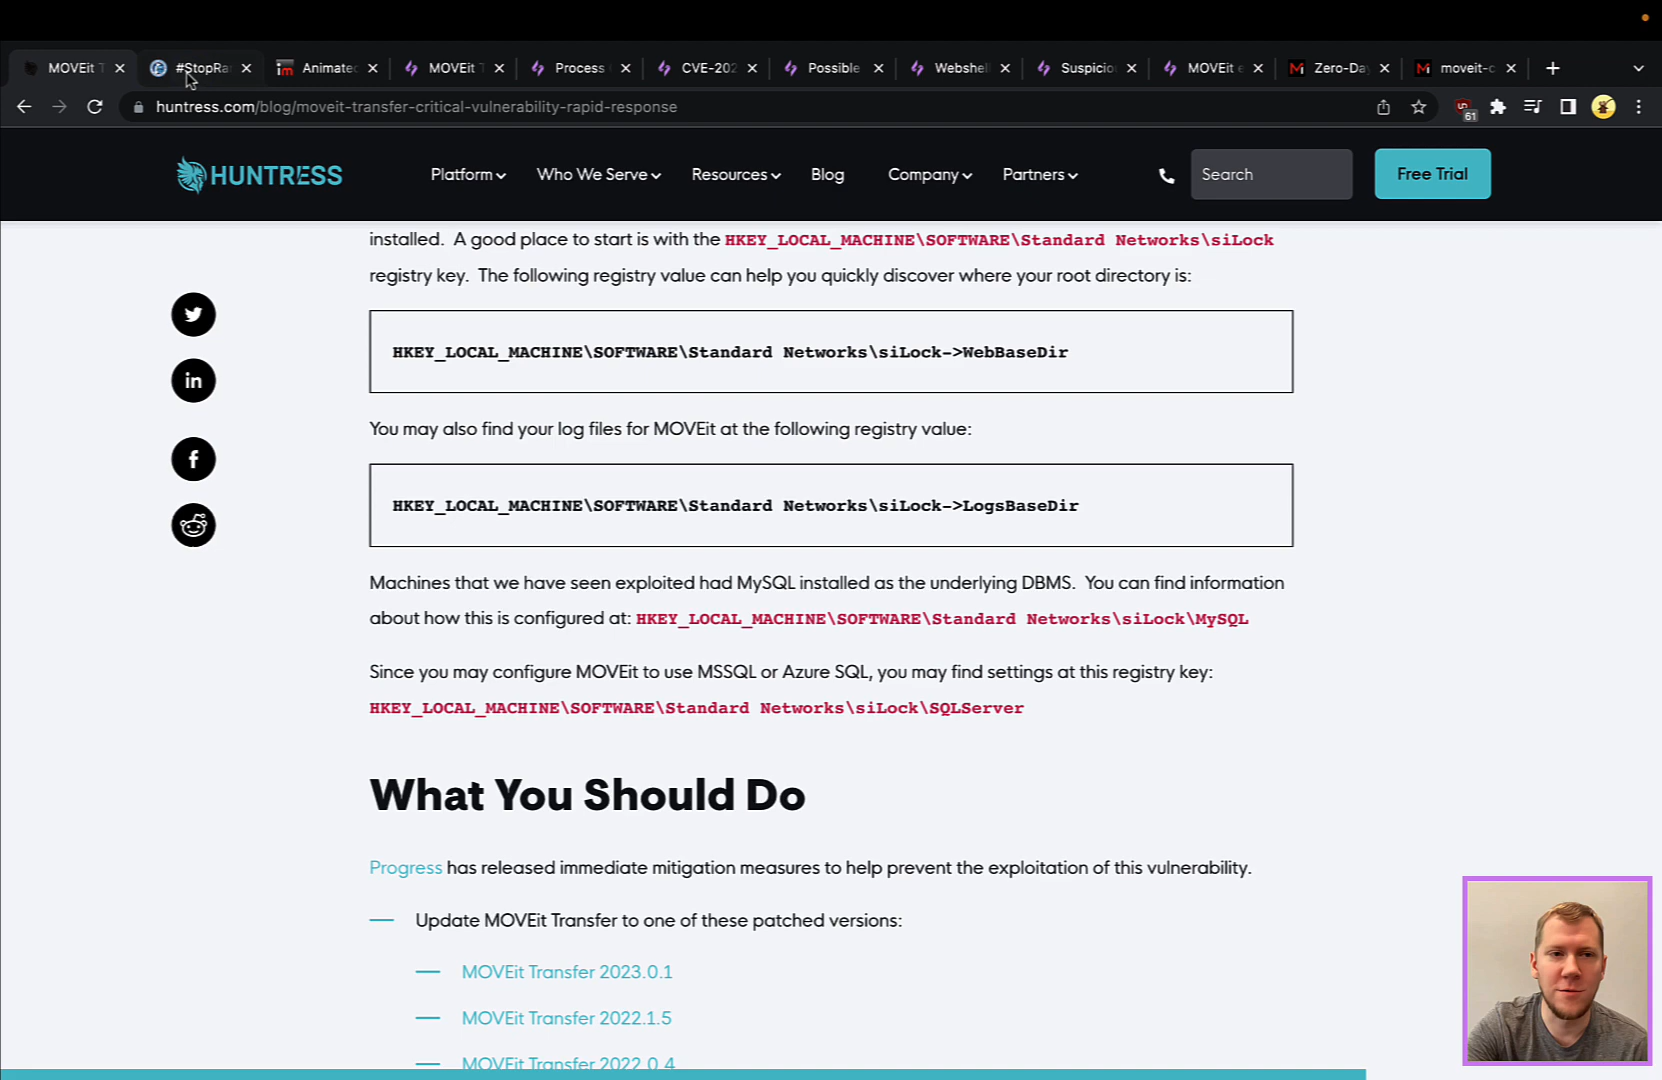 MOVEit T
#StopRa
Animated
MOVEit T
Process
CVE-202
Possible
Webshell
Suspicio
MOVEit e
Zero-Day
moveit-c
huntress.com/blog/moveit-transfer-critical-vulnerability-rapid-response
61
HUNTRESS
Platform
Who We Serve
Resources
Blog
Company
Partners
Search
Free Trial
installed. A good place to start is with the HKEY_LOCAL_MACHINE\SOFTWARE\Standard Networks\siLock
registry key. The following registry value can help you quickly discover where your root directory is:
HKEY_LOCAL_MACHINE\SOFTWARE\Standard Networks\siLock->WebBaseDir
You may also find your log files for MOVEit at the following registry value:
HKEY_LOCAL_MACHINE\SOFTWARE\Standard Networks\siLock->LogsBaseDir
Machines that we have seen exploited had MySQL installed as the underlying DBMS. You can find information
about how this is configured at: HKEY_LOCAL_MACHINE\SOFTWARE\Standard Networks\siLock\MySQL
Since you may configure MOVEit to use MSSQL or Azure SQL, you may find settings at this registry key:
HKEY_LOCAL_MACHINE\SOFTWARE\Standard Networks\siLock\SQLServer
What You Should Do
Progress has released immediate mitigation measures to help prevent the exploitation of this vulnerability.
Update MOVEit Transfer to one of these patched versions:
MOVEit Transfer 2023.0.1
MOVEit Transfer 2022.1.5
MOVEit Transfer 2022.0.4